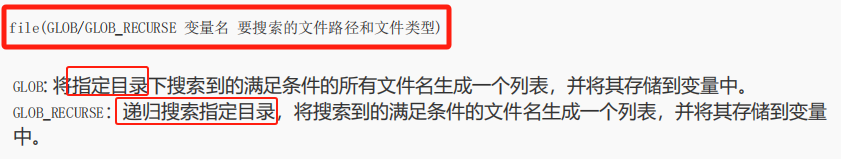 file(GLOB/GLOB_RECURSE 变量名 要搜索的文件路径和文件类型)
GLOB: 将指定目录下搜索到的满足条件的所有文件名生成一个列表，并将其存储到变量中。
GLOB_RECURSE：递归搜索指定目录，将搜索到的满足条件的文件名生成一个列表，并将其存储到变量
中。